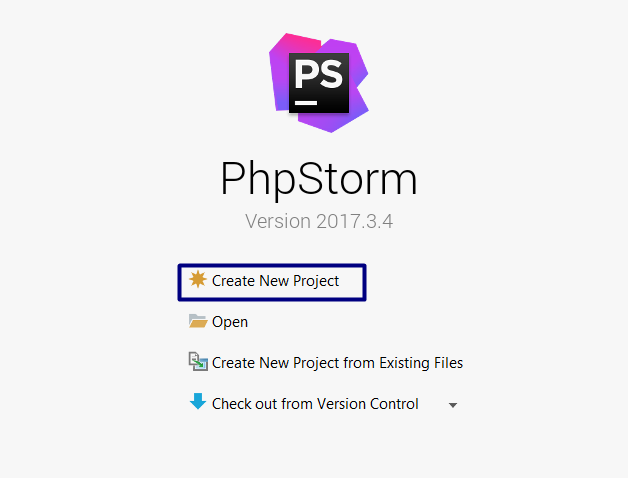 PS
PhpStorm
Version 2017.3.4
Create New Project
Open
Create New Project from Existing Files
Check out from Version Control